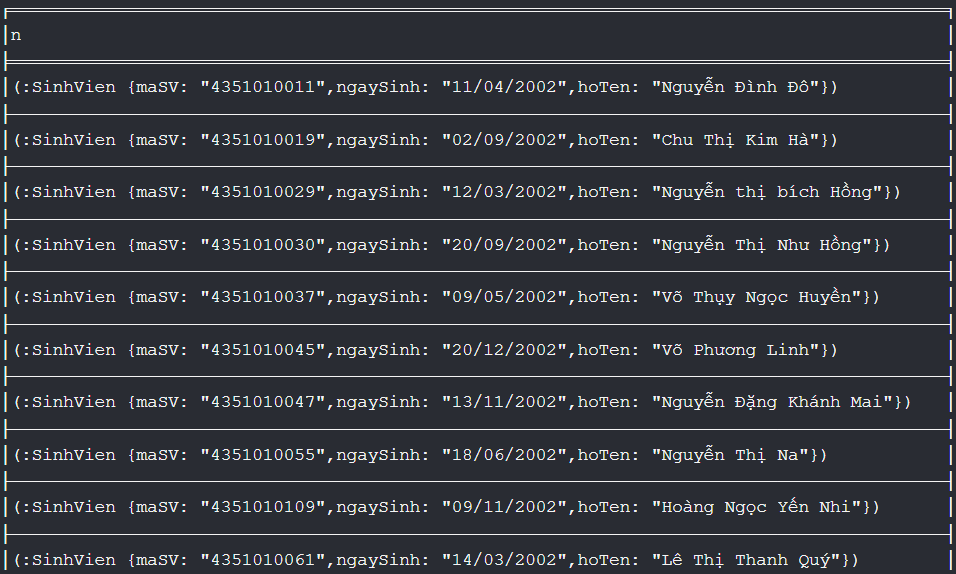 n
(:SinhVien {maSV: "4351010011",ngaySinh: "11/04/2002",hoTen: "Nguyễn Đình Đô"})
(:SinhVien {maSV: "4351010019",ngaySinh: "02/09/2002",hoTen: "Chu Thị Kim Hà"})
(:SinhVien {maSV: "4351010029",ngaySinh: "12/03/2002",hoTen: "Nguyễn thị bích Hồng"})
(:SinhVien {maSV: "4351010030",ngaySinh: "20/09/2002",hoTen: "Nguyễn Thị Như Hồng"})
(:SinhVien {maSV: "4351010037",ngaySinh: "09/05/2002",hoTen: "Võ Thụy Ngọc Huyền"})
(:SinhVien {maSV: "4351010045",ngaySinh: "20/12/2002",hoTen: "Võ Phương Linh"})
(:SinhVien {maSV: "4351010047",ngaySinh: "13/11/2002",hoTen: "Nguyễn Đặng Khánh Mai"})
(:SinhVien {maSV: "4351010055",ngaySinh: "18/06/2002",hoTen: "Nguyễn Thị Na"})
(:SinhVien {maSV: "4351010109",ngaySinh: "09/11/2002",hoTen: "Hoàng Ngọc Yến Nhi"})
(:SinhVien {maSV: "4351010061",ngaySinh: "14/03/2002",hoTen: "Lê Thị Thanh Quý"})